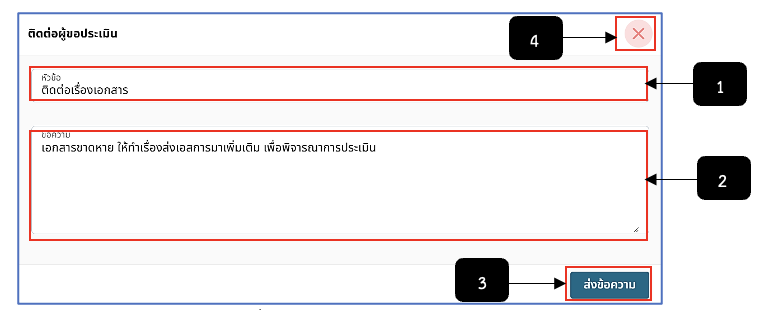 ติดต่อผู้ขอประเมิน
4
หัวข้อ
ติดต่อเรื่องเอกสาร
1
ข้อความ
เอกสารขาดหาย ให้ทำเรื่องส่งเอสการมาเพิ่มเติม เพื่อพิจารณาการประเมิน
2
3
ส่งข้อความ